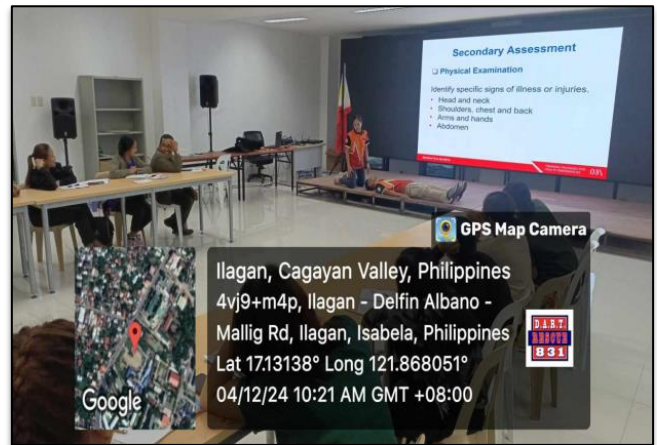 Secondary Assessment
Physical Examination
Identify specific signs of illness or injuries.
• Head and neck
• Shoulders, chest and back
• Arms and hands
• Abdomen
GPS Map Camera
Ilagan, Cagayan Valley, Philippines
4vj9+m4p, Ilagan - Delfin Albano -
Mallig Rd, Ilagan, Isabela, Philippines
Lat 17.13138° Long 121.868051°
04/12/24 10:21 AM GMT +08:00
Google
D.A.R.T.
RESCUE
831